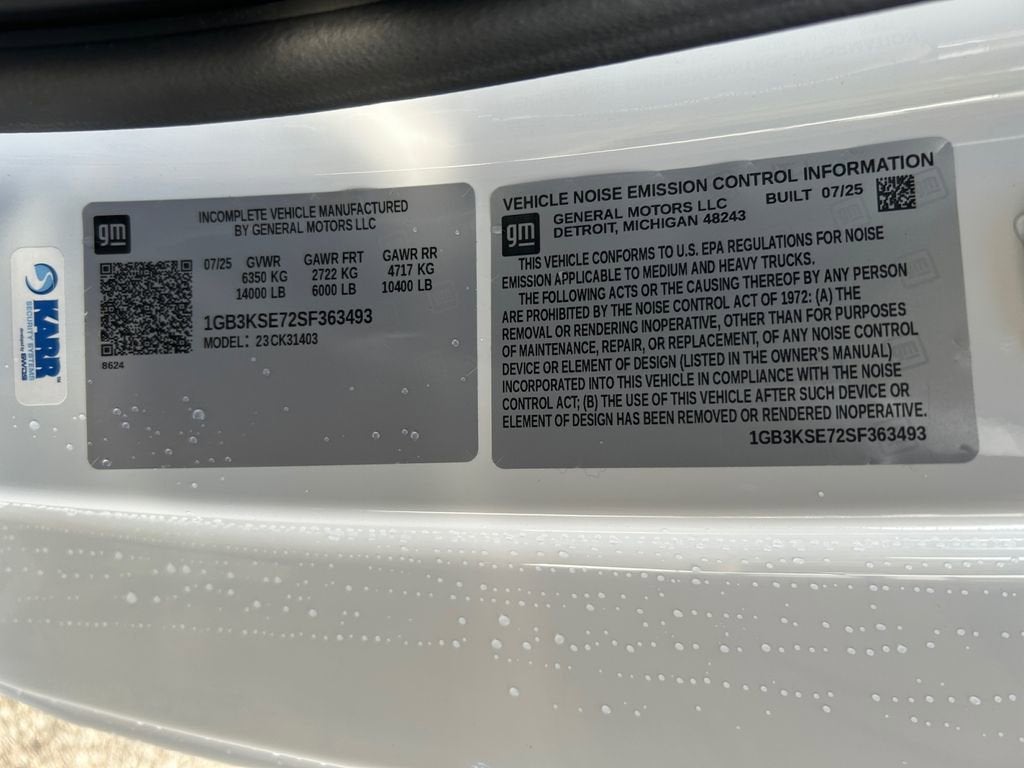 KARR
SECURITY SYSTEMS
gm
INCOMPLETE VEHICLE MANUFACTURED
BY GENERAL MOTORS LLC
07/25 GVWR GAWR FRT GAWR RR
6350 KG 2722 KG 4717 KG
14000 LB 6000 LB 10400 LB
1GB3KSE72SF363493
MODEL: 23 CK31403
8624
VEHICLE NOISE EMISSION CONTROL INFORMATION
gm
GENERAL MOTORS LLC BUILT 07/25
DETROIT, MICHIGAN 48243
THIS VEHICLE CONFORMS TO U.S. EPA REGULATIONS FOR NOISE
EMISSION APPLICABLE TO MEDIUM AND HEAVY TRUCKS.
THE FOLLOWING ACTS OR THE CAUSING THEREOF BY ANY PERSON
ARE PROHIBITED BY THE NOISE CONTROL ACT OF 1972: (A) THE
REMOVAL OR RENDERING INOPERATIVE, OTHER THAN FOR PURPOSES
OF MAINTENANCE, REPAIR, OR REPLACEMENT, OF ANY NOISE CONTROL
DEVICE OR ELEMENT OF DESIGN (LISTED IN THE OWNER'S MANUAL)
INCORPORATED INTO THIS VEHICLE IN COMPLIANCE WITH THE NOISE
CONTROL ACT; (B) THE USE OF THIS VEHICLE AFTER SUCH DEVICE OR
ELEMENT OF DESIGN HAS BEEN REMOVED OR RENDERED INOPERATIVE.
1GB3KSE72SF363493